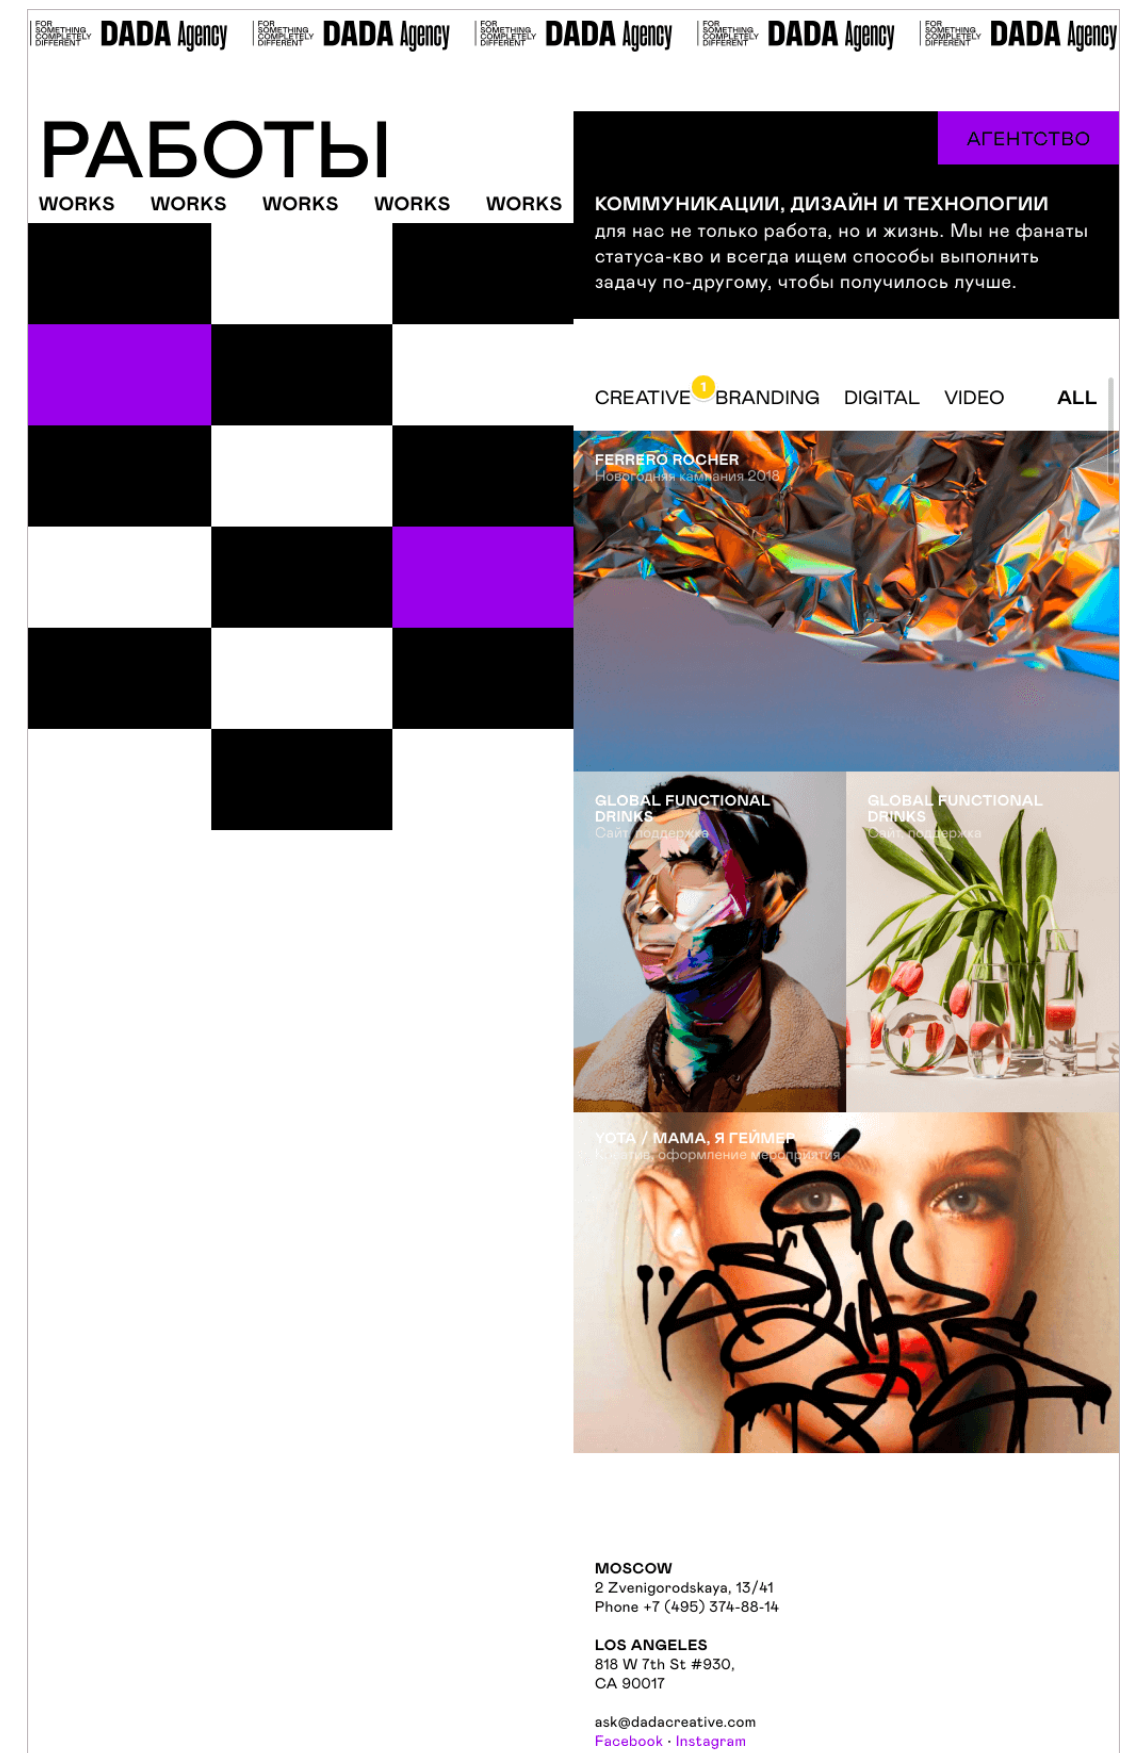 FOR SOMETHING COMPLETELY DIFFERENT DADA Agency FOR SOMETHING COMPLETELY DIFFERENT DADA Agency FOR SOMETHING COMPLETELY DIFFERENT DADA Agency FOR SOMETHING COMPLETELY DIFFERENT DADA Agency FOR SOMETHING COMPLETELY DIFFERENT DADA Agency
РАБОТЫ
WORKS WORKS WORKS WORKS WORKS
АГЕНТСТВО
КОММУНИКАЦИИ, ДИЗАЙН И ТЕХНОЛОГИИ
для нас не только работа, но и жизнь. Мы не фанаты
статуса-кво и всегда ищем способы выполнить
задачу по-другому, чтобы получилось лучше.
CREATIVE 1 BRANDING DIGITAL VIDEO ALL
FERRERO ROCHER
Новогодняя кампания 2018
GLOBAL FUNCTIONAL
DRINKS
Сайт, поддержка
GLOBAL FUNCTIONAL
DRINKS
Сайт, поддержка
YOTA / МАМА, Я ГЕЙМЕР
Креатив, оформление мероприятия
MOSCOW
2 Zvenigorodskaya, 13/41
Phone +7 (495) 374-88-14
LOS ANGELES
818 W 7th St #930,
CA 90017
ask@dadacreative.com
Facebook · Instagram